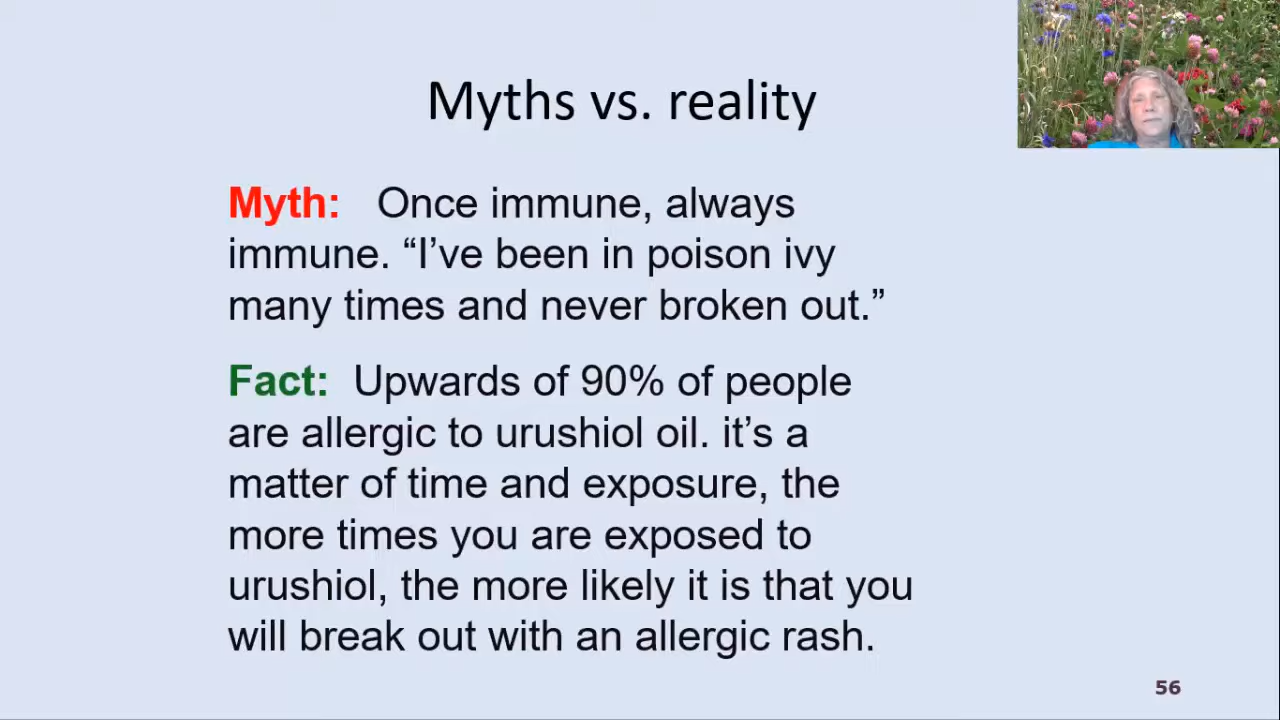 Myths vs. reality
Myth: Once immune, always
immune. “I’ve been in poison ivy
many times and never broken out.”
Fact: Upwards of 90% of people
are allergic to urushiol oil. it’s a
matter of time and exposure, the
more times you are exposed to
urushiol, the more likely it is that you
will break out with an allergic rash.
56